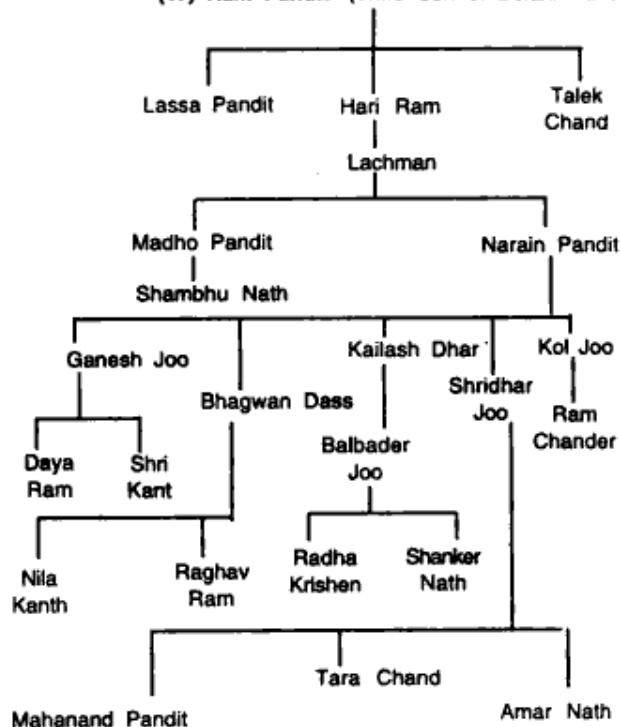 Lassa Pandit Hari Ram Talek
Chand
Lachman
Madho Pandit Narain Pandit
Shambhu Nath
Ganesh Joo Kailash Dhar Kol Joo
Bhagwan Dass Shridhar
Joo
Ram
Chander
Balbader
Joo
Daya
Ram
Shri
Kant
Nila
Kanth
Raghav
Ram
Radha
Krishen
Shanker
Nath
Tara Chand
Mahanand Pandit Amar Nath